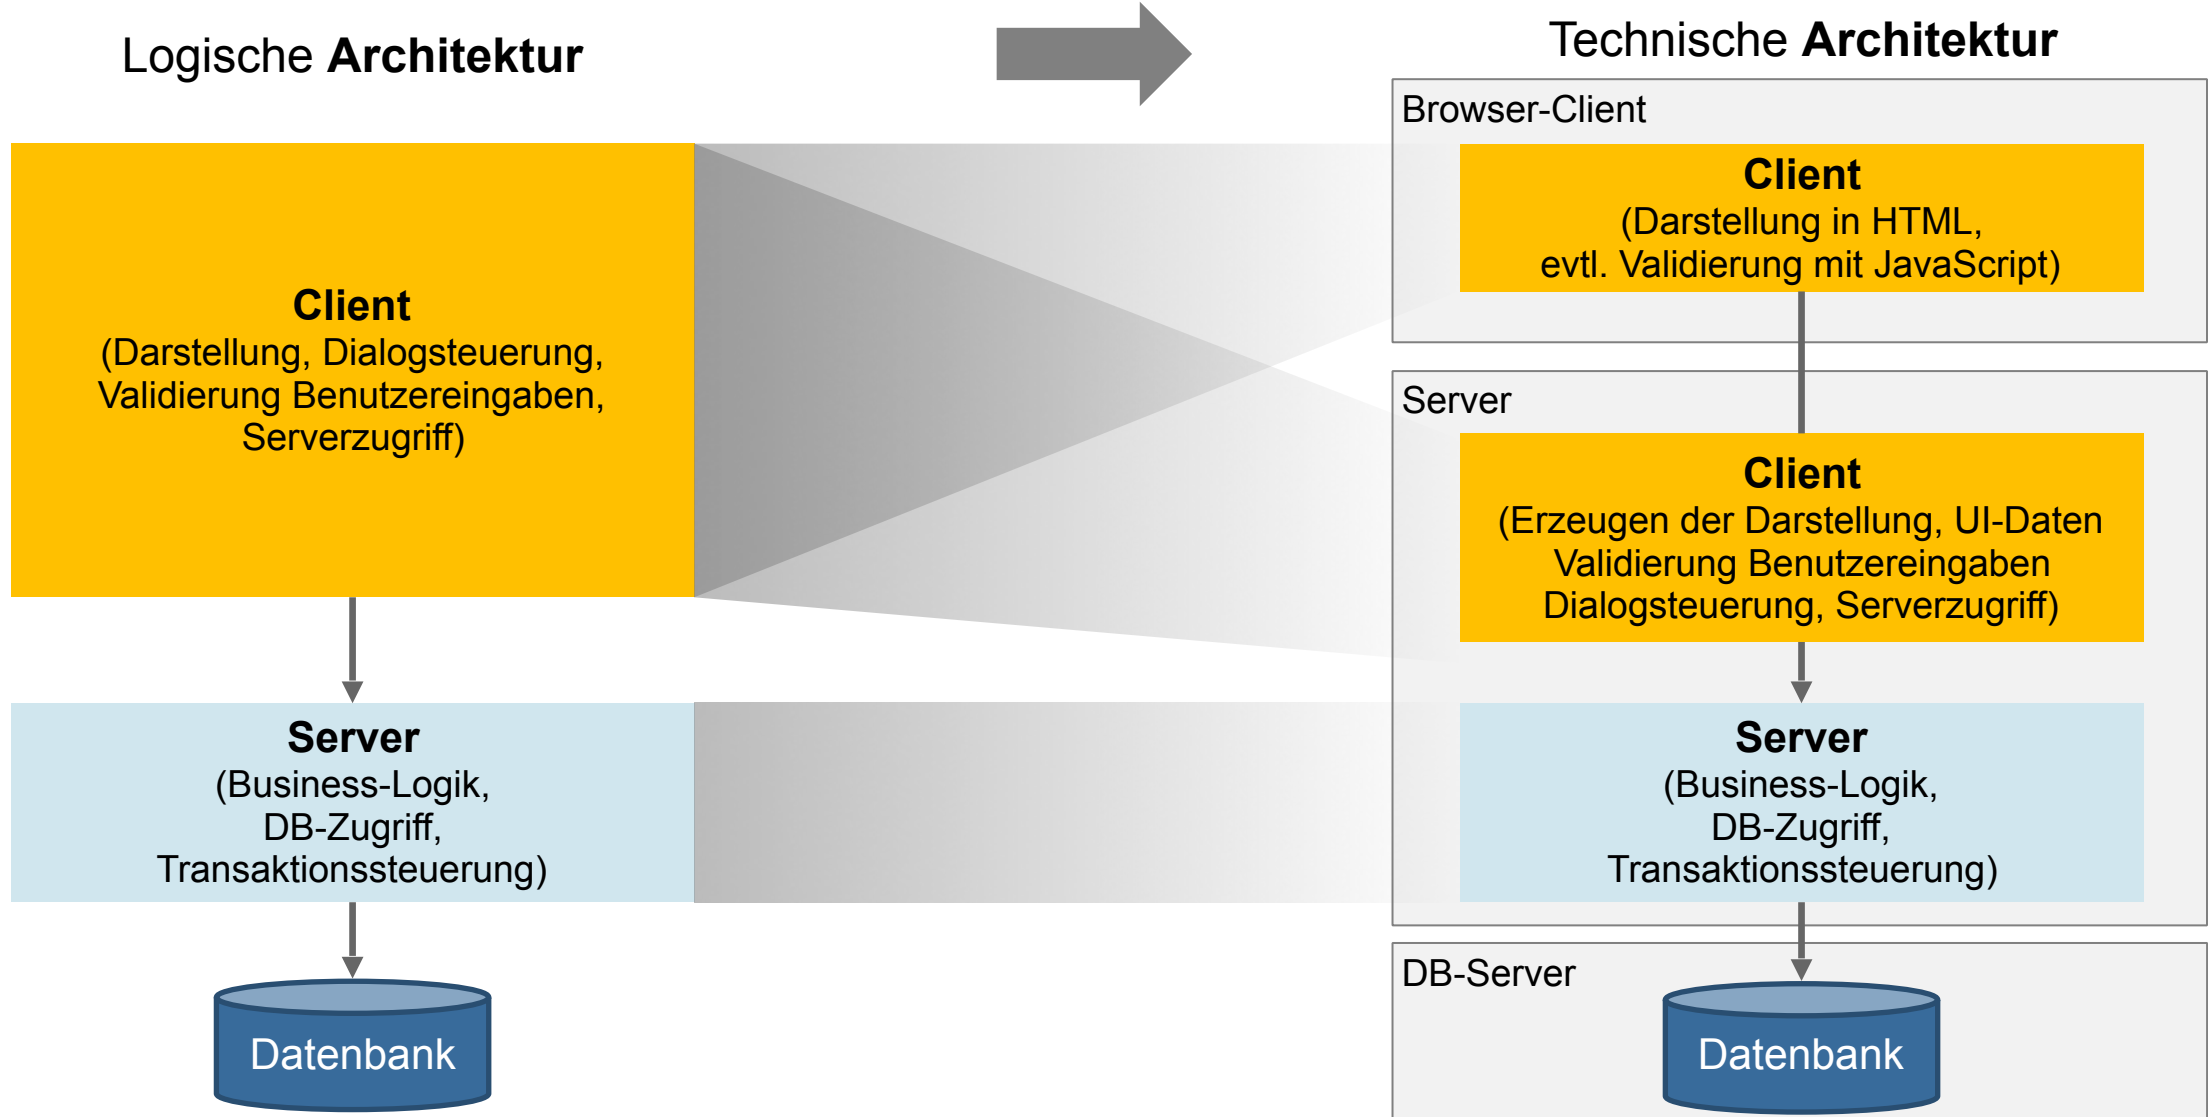 Logische Architektur
Technische Architektur
Client
(Darstellung, Dialogsteuerung,
Validierung Benutzereingaben,
Serverzugriff)
Server
(Business-Logik,
DB-Zugriff,
Transaktionssteuerung)
Datenbank
Browser-Client
Client
(Darstellung in HTML,
evtl. Validierung mit JavaScript)
Server
Client
(Erzeugen der Darstellung, UI-Daten
Validierung Benutzereingaben
Dialogsteuerung, Serverzugriff)
Server
(Business-Logik,
DB-Zugriff,
Transaktionssteuerung)
DB-Server
Datenbank